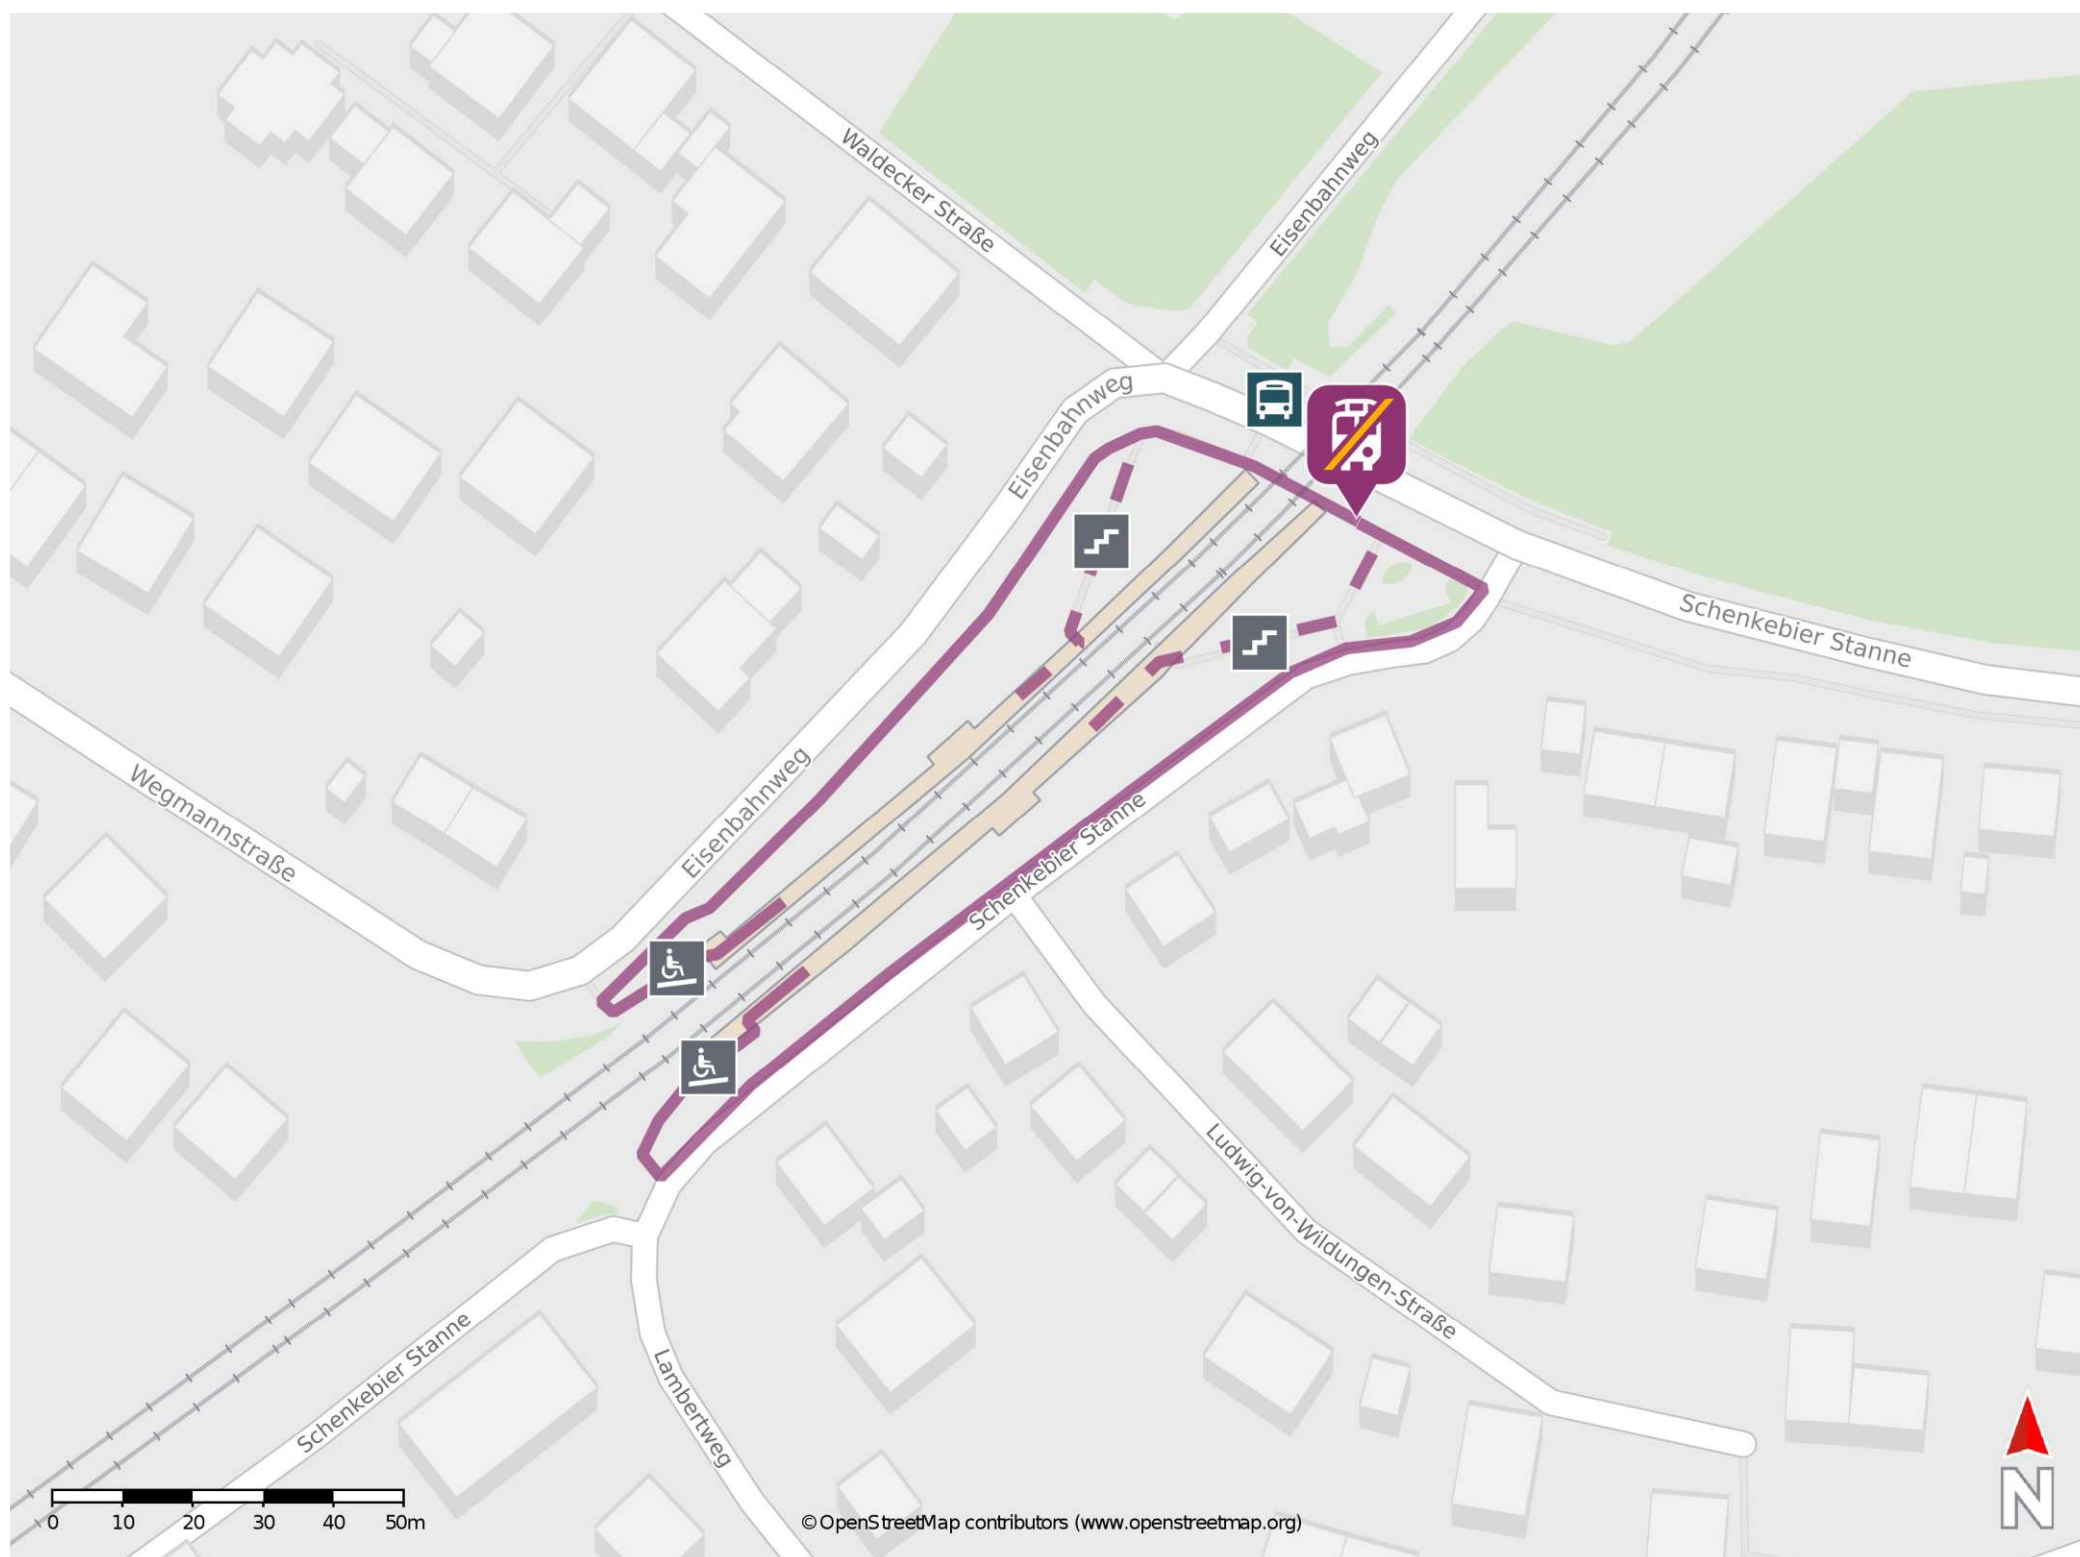 Waldecker Straße
Eisenbahnweg
Eisenbahnweg
Schenkebier Stanne
Eisenbahnweg
Wegmannstraße
Schenkebier Stanne
Ludwig-von-Wildungen-Straße
Schenkebier Stanne
Lambertweg
0 10 20 30 40 50m
© OpenStreetMap contributors (www.openstreetmap.org)
N